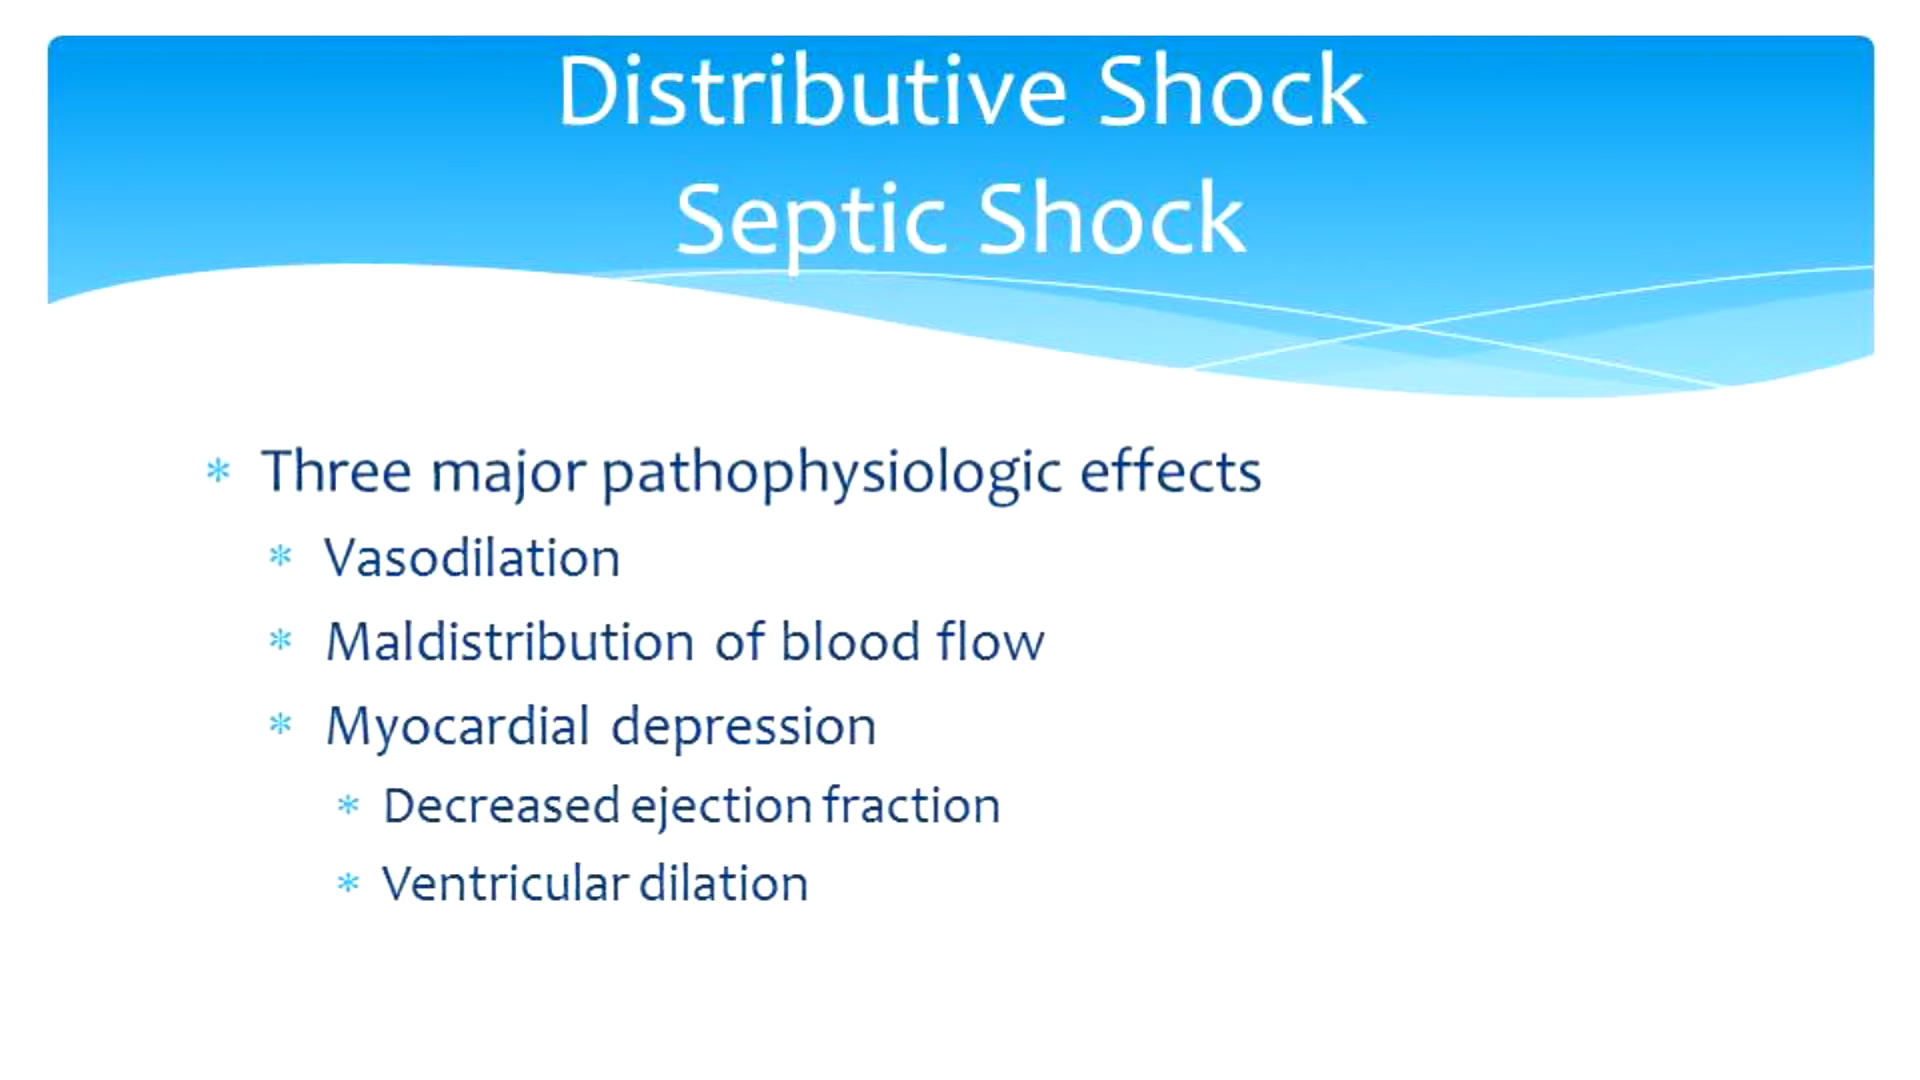 Distributive Shock
Septic Shock
* Three major pathophysiologic effects
* Vasodilation
* Maldistribution of blood flow
* Myocardial depression
* Decreased ejection fraction
* Ventricular dilation